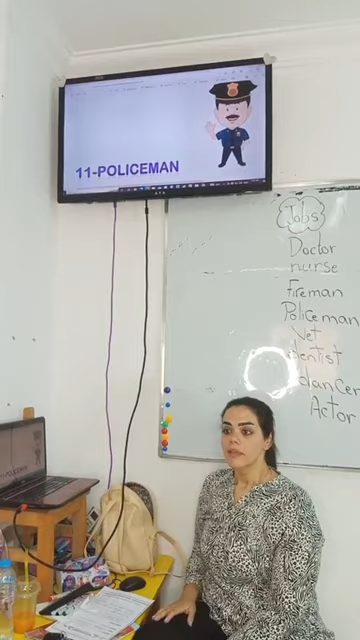 11-POLICEMAN
Jobs
Doctor
nurse
Fireman
Policeman
Vet
dentist
dancer
Actor